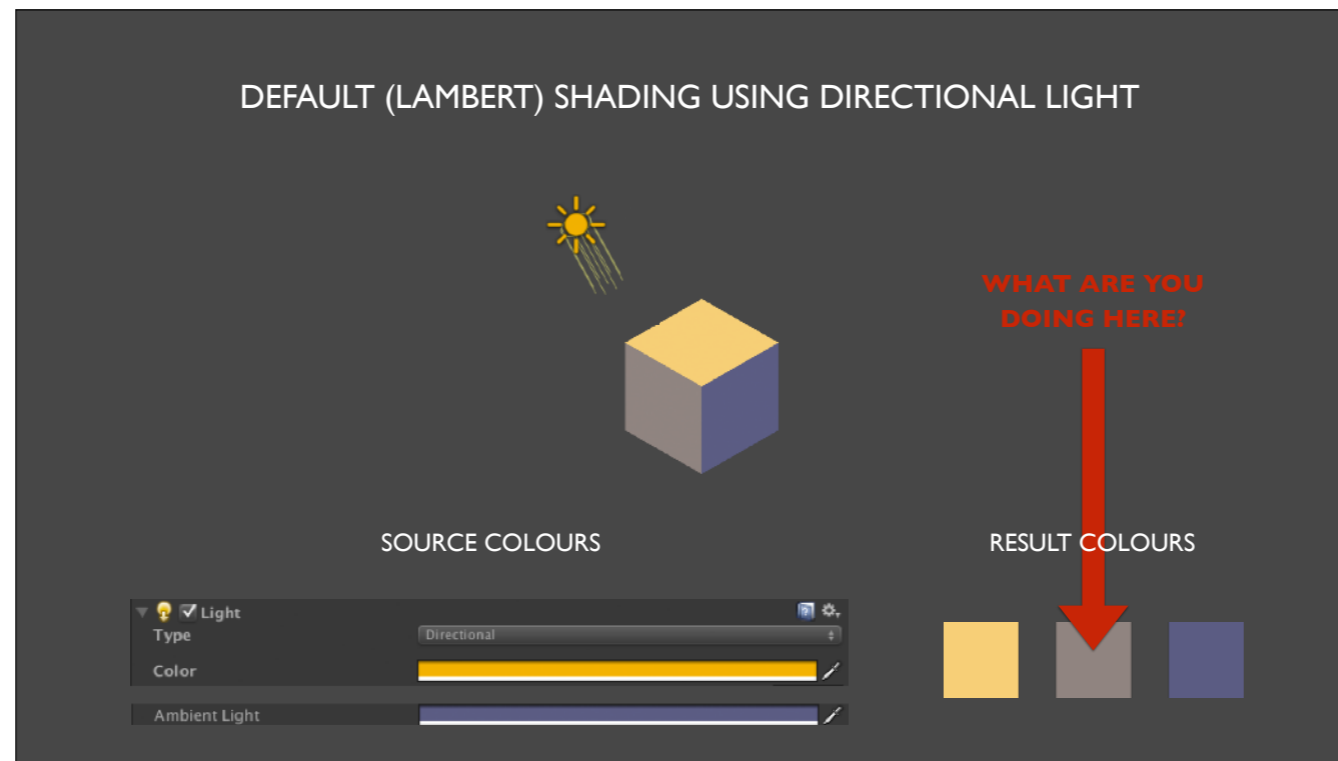 DEFAULT (LAMBERT) SHADING USING DIRECTIONAL LIGHT
WHAT ARE YOU
DOING HERE?
SOURCE COLOURS
RESULT COLOURS
Light
Type
Directional
Color
Ambient Light